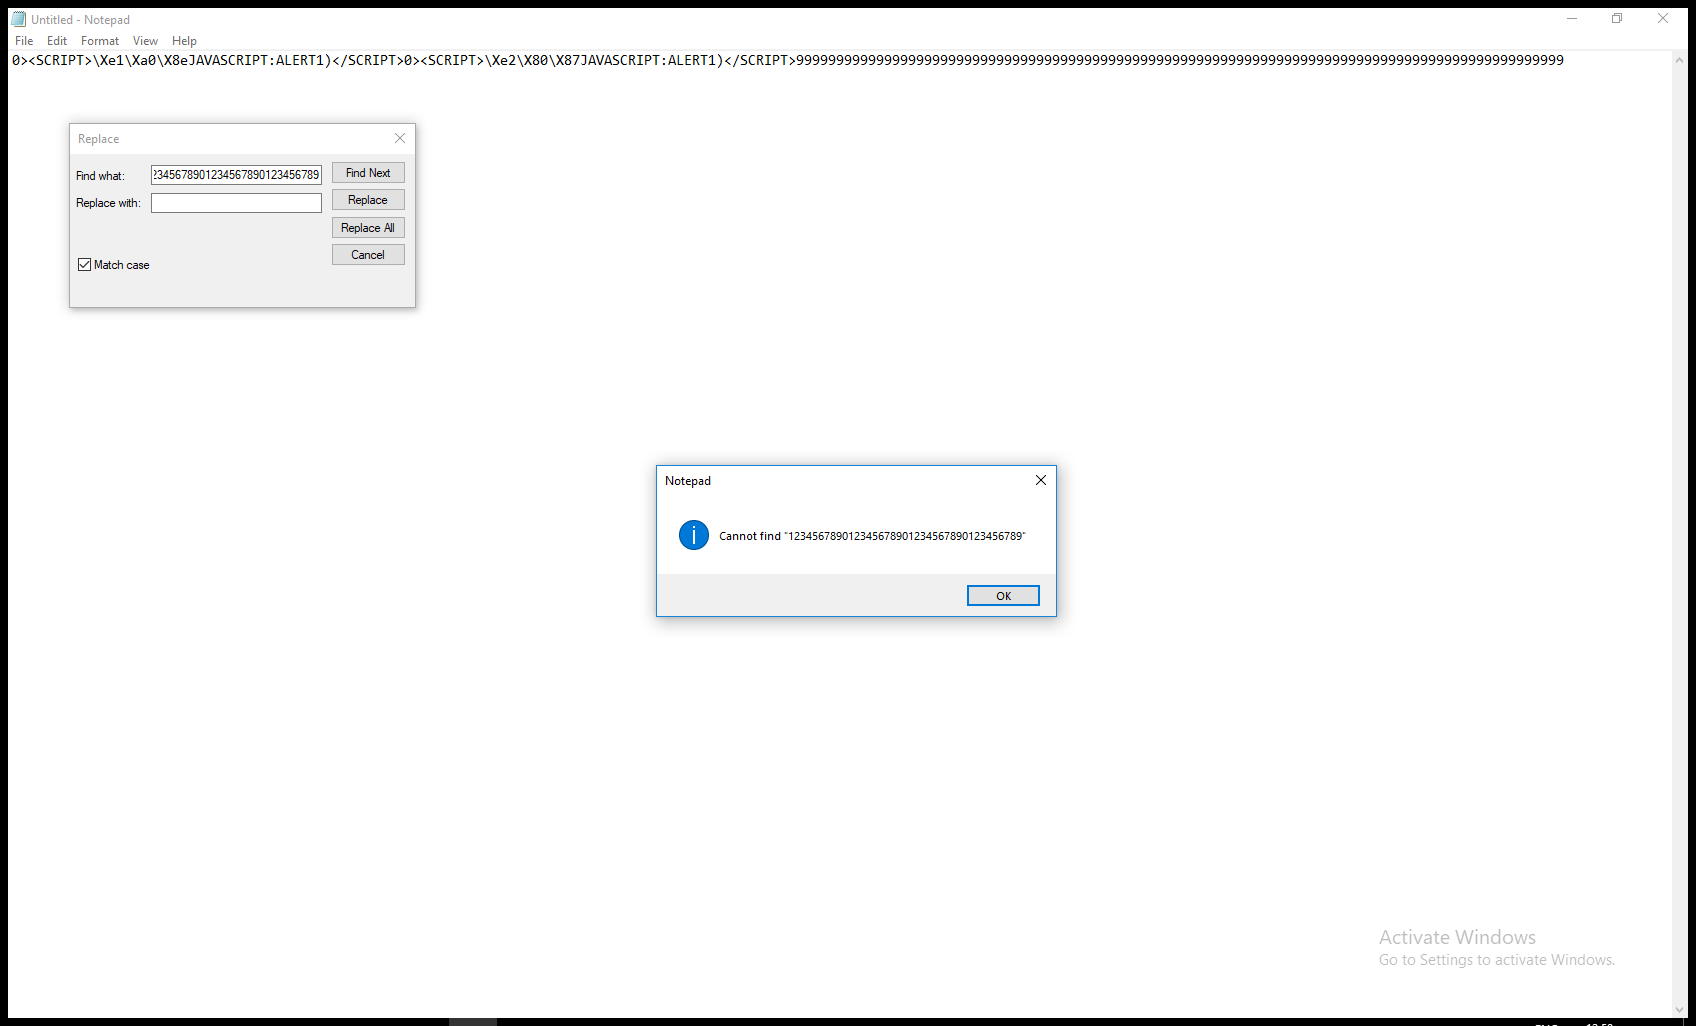 Untitled - Notepad
File Edit Format View Help
0><SCRIPT>\Xe1\Xa0\X8eJAVASCRIPT:ALERT1)</SCRIPT>0><SCRIPT>\Xe2\X80\X87JAVASCRIPT:ALERT1)</SCRIPT>999999999999999999999999999999999999999999999999999999999999999999999999999999999999999999999999
Replace
Find what: 2345678901234567890123456789 Find Next
Replace with: Replace
Replace All
Cancel
Match case
Notepad
Cannot find "123456789012345678901234567890123456789"
OK
Activate Windows
Go to Settings to activate Windows.